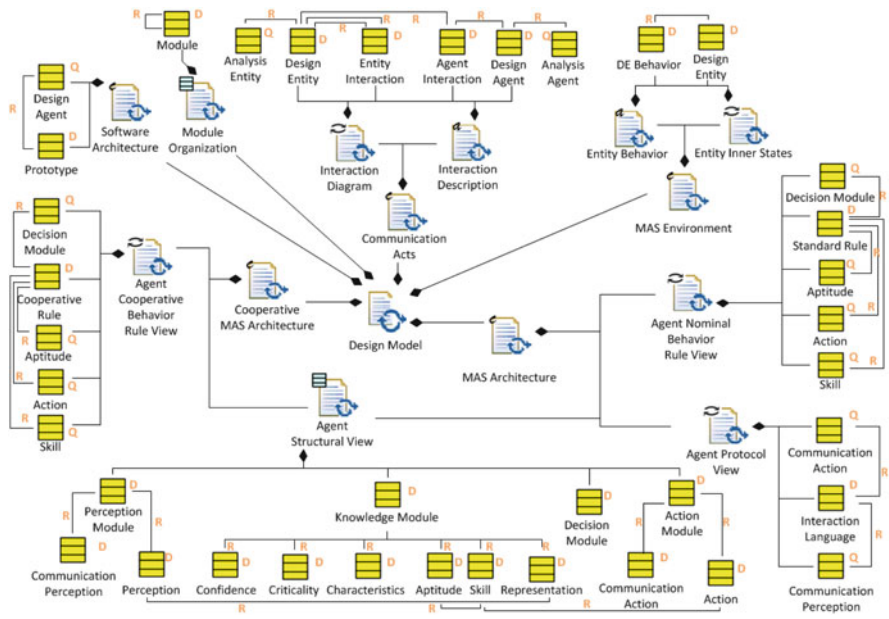 R
D
Module
R
R
R
D
Q
D
R
D
R
D
D
Q
Analysis
Entity
Design
Entity
Entity
Interaction
Agent
Interaction
Design
Agent
Analysis
Agent
R
D
D
DE Behavior
Design
Entity
Q
R
Design
Agent
D
Prototype
Software
Architecture
Module
Organization
Interaction
Diagram
Interaction
Description
Entity Behavior
Entity Inner States
Communication
Acts
MAS Environment
Q
Decision Module
R
D
Standard Rule
R
Q
Aptitude
Q
R
Action
Q
Skill
R
Q
Decision
Module
D
Cooperative
Rule
R
Q
Aptitude
R
Q
Action
R
Q
Skill
Agent
Cooperative
Behavior
Rule View
Cooperative
MAS Architecture
Design Model
MAS Architecture
Agent Nominal
Behavior
Rule View
Agent
Structural View
Agent Protocol
View
Q
Communication
Action
R
D
Interaction
Language
R
Q
Communication
Perception
D
Perception
Module
R
R
D
Communication
Perception
D
Perception
D
Knowledge Module
R
R
R
R
R
R
D
D
D
D
D
D
Confidence
Criticality
Characteristics
Aptitude
Skill
Representation
D
Decision
Module
D
Action
Module
R
R
D
Communication
Action
D
Action
R
R